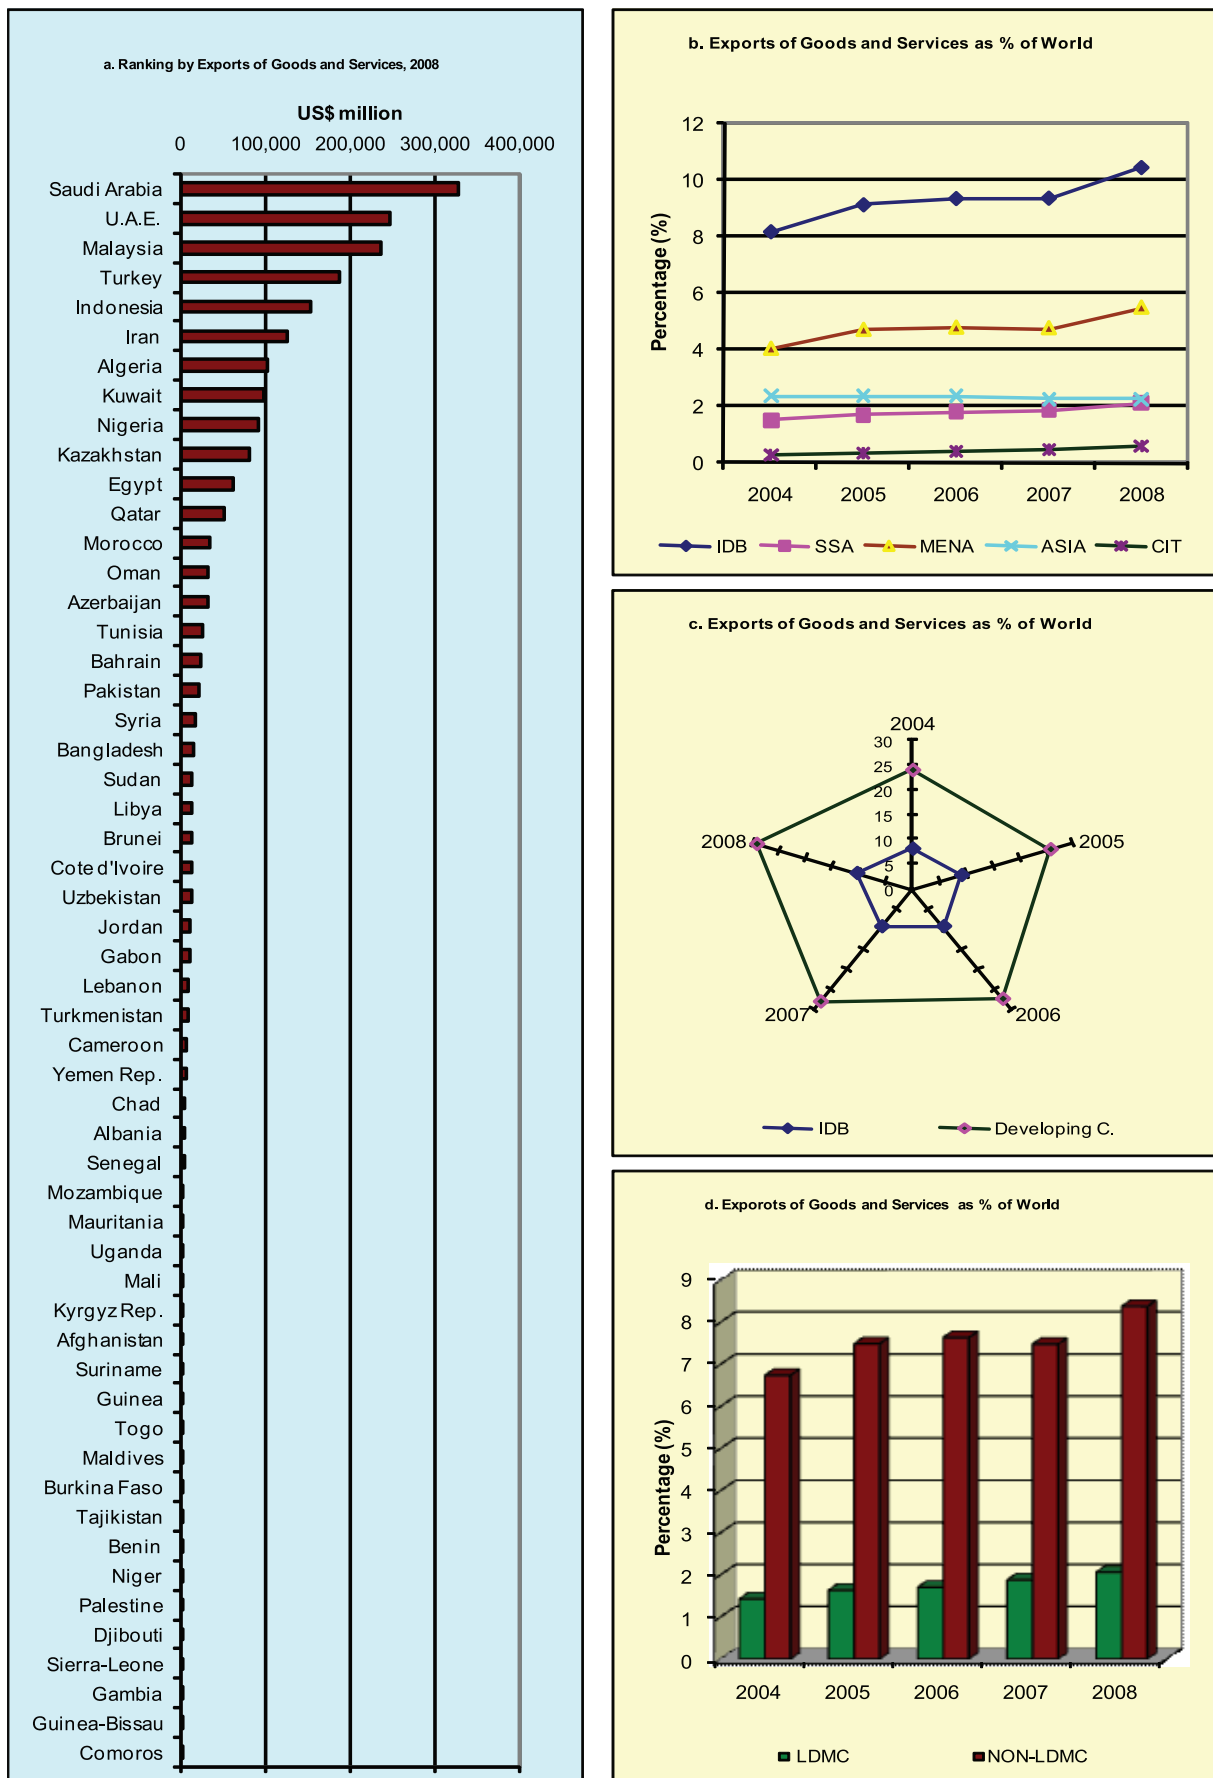 a. Ranking by Exports of Goods and Services, 2008
US$ million
0 100,000 200,000 300,000 400,000
Saudi Arabia
U.A.E.
Malaysia
Turkey
Indonesia
Iran
Algeria
Kuwait
Nigeria
Kazakhstan
Egypt
Qatar
Morocco
Oman
Azerbaijan
Tunisia
Bahrain
Pakistan
Syria
Bangladesh
Sudan
Libya
Brunei
Cote d'Ivoire
Uzbekistan
Jordan
Gabon
Lebanon
Turkmenistan
Cameroon
Yemen Rep.
Chad
Albania
Senegal
Mozambique
Mauritania
Uganda
Mali
Kyrgyz Rep.
Afghanistan
Suriname
Guinea
Togo
Maldives
Burkina Faso
Tajikistan
Benin
Niger
Palestine
Djibouti
Sierra-Leone
Gambia
Guinea-Bissau
Comoros
b. Exports of Goods and Services as % of World
Percentage (%)
12
10
8
6
4
2
0
2004 2005 2006 2007 2008
IDB SSA MENA ASIA CIT
c. Exports of Goods and Services as % of World
2004
30
25
20
15
10
5
0
2005
2006
2007
2008
IDB Developing C.
d. Exporots of Goods and Services as % of World
Percentage (%)
9
8
7
6
5
4
3
2
1
0
2004 2005 2006 2007 2008
LDMC NON-LDMC